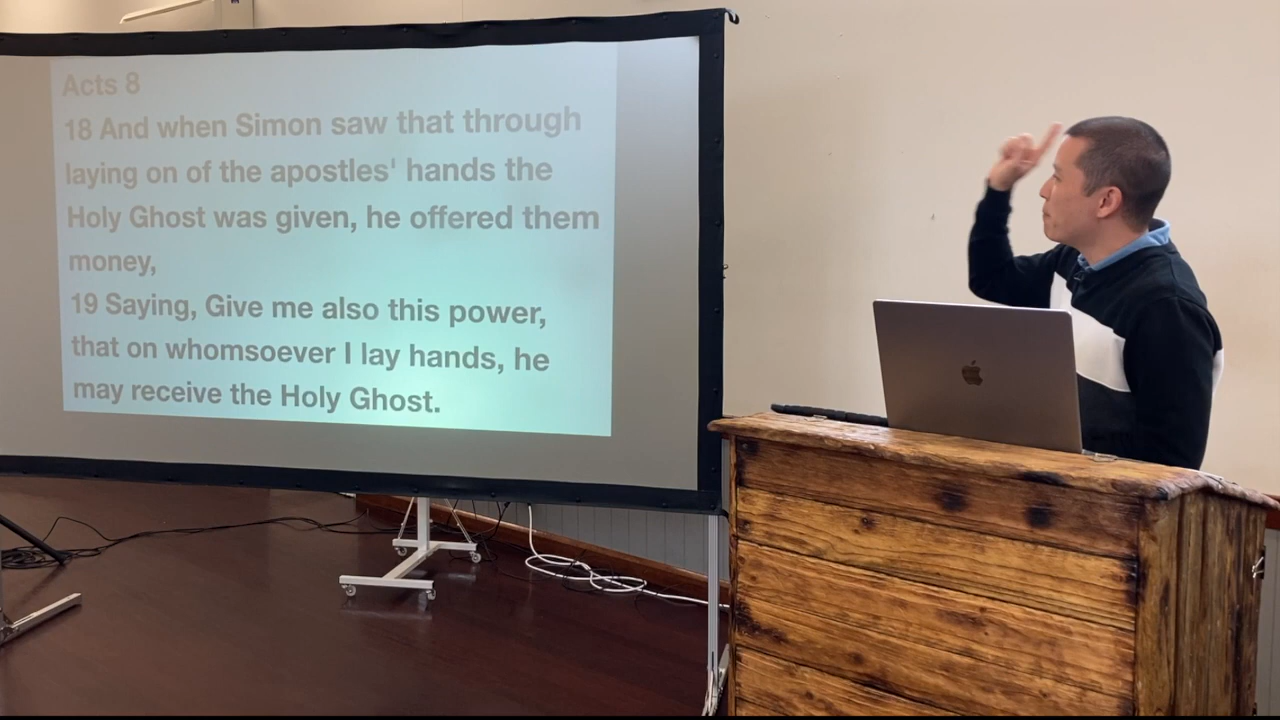 Acts 8
18 And when Simon saw that through
laying on of the apostles' hands the
Holy Ghost was given, he offered them
money,
19 Saying, Give me also this power,
that on whomsoever I lay hands, he
may receive the Holy Ghost.